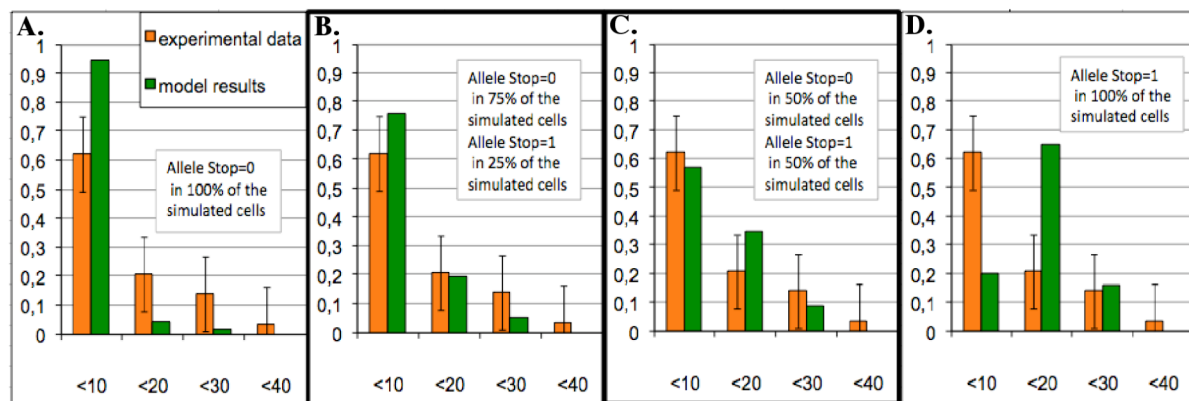 A.
experimental data
model results
1
0,9
0,8
0,7
0,6
0,5
0,4
0,3
0,2
0,1
0
Allele Stop=0
in 100% of the
simulated cells
<10 <20 <30 <40
B.
1
0,9
0,8
0,7
0,6
0,5
0,4
0,3
0,2
0,1
0
Allele Stop=0
in 75% of the
simulated cells
Allele Stop=1
in 25% of the
simulated cells
<10 <20 <30 <40
C.
1
0,9
0,8
0,7
0,6
0,5
0,4
0,3
0,2
0,1
0
Allele Stop=0
in 50% of the
simulated cells
Allele Stop=1
in 50% of the
simulated cells
<10 <20 <30 <40
D.
1
0,9
0,8
0,7
0,6
0,5
0,4
0,3
0,2
0,1
0
Allele Stop=1
in 100% of the
simulated cells
<10 <20 <30 <40